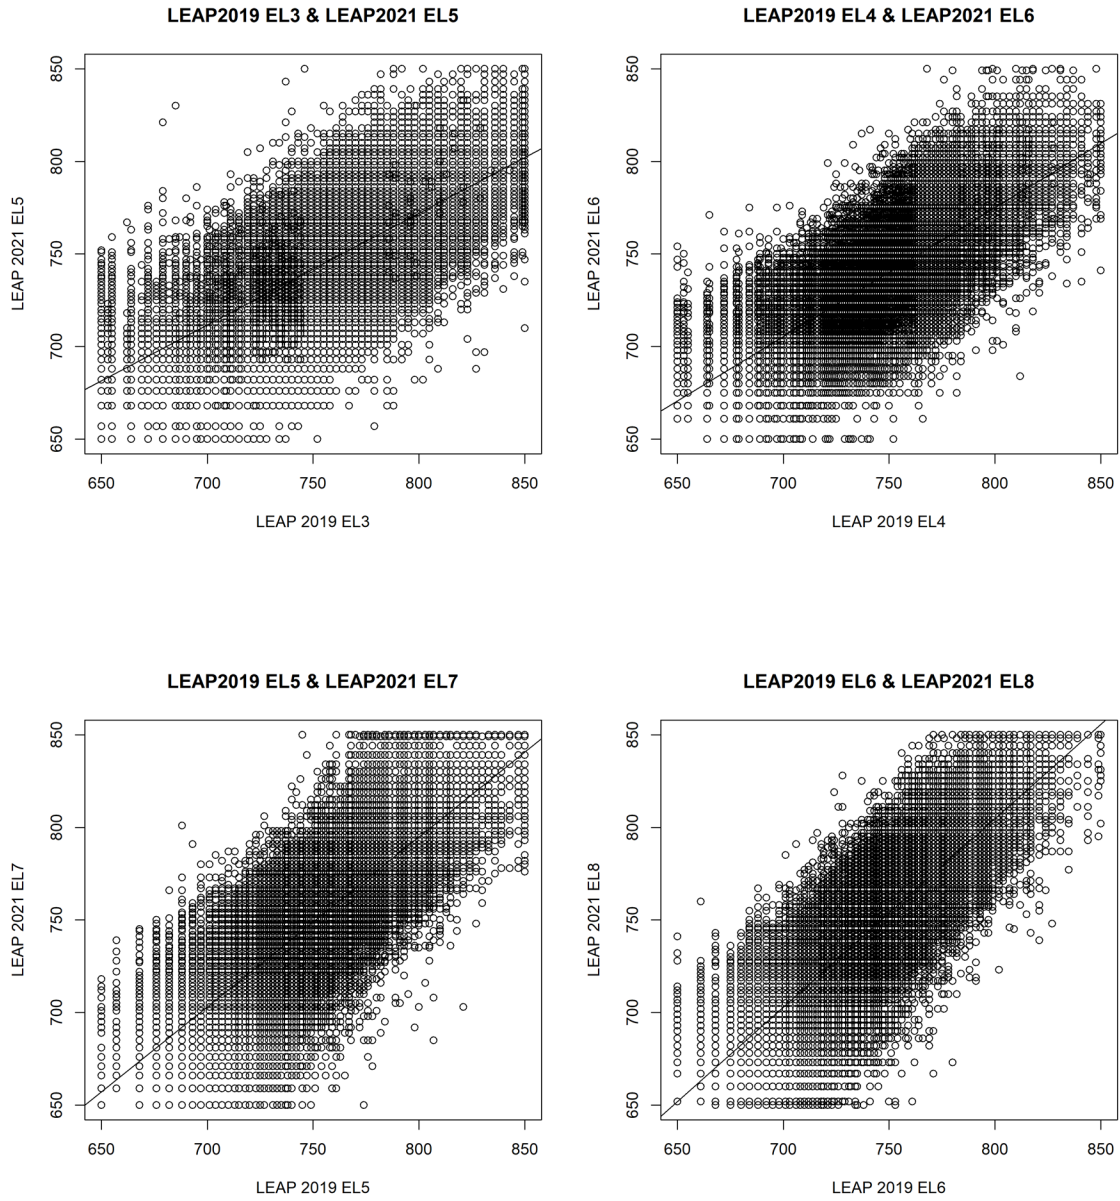 LEAP2019 EL3 & LEAP2021 EL5
LEAP 2021 EL5
850
800
750
700
650
650 700 750 800 850
LEAP 2019 EL3
LEAP2019 EL4 & LEAP2021 EL6
LEAP 2021 EL6
850
800
750
700
650
650 700 750 800 850
LEAP 2019 EL4
LEAP2019 EL5 & LEAP2021 EL7
LEAP 2021 EL7
850
800
750
700
650
650 700 750 800 850
LEAP 2019 EL5
LEAP2019 EL6 & LEAP2021 EL8
LEAP 2021 EL8
850
800
750
700
650
650 700 750 800 850
LEAP 2019 EL6